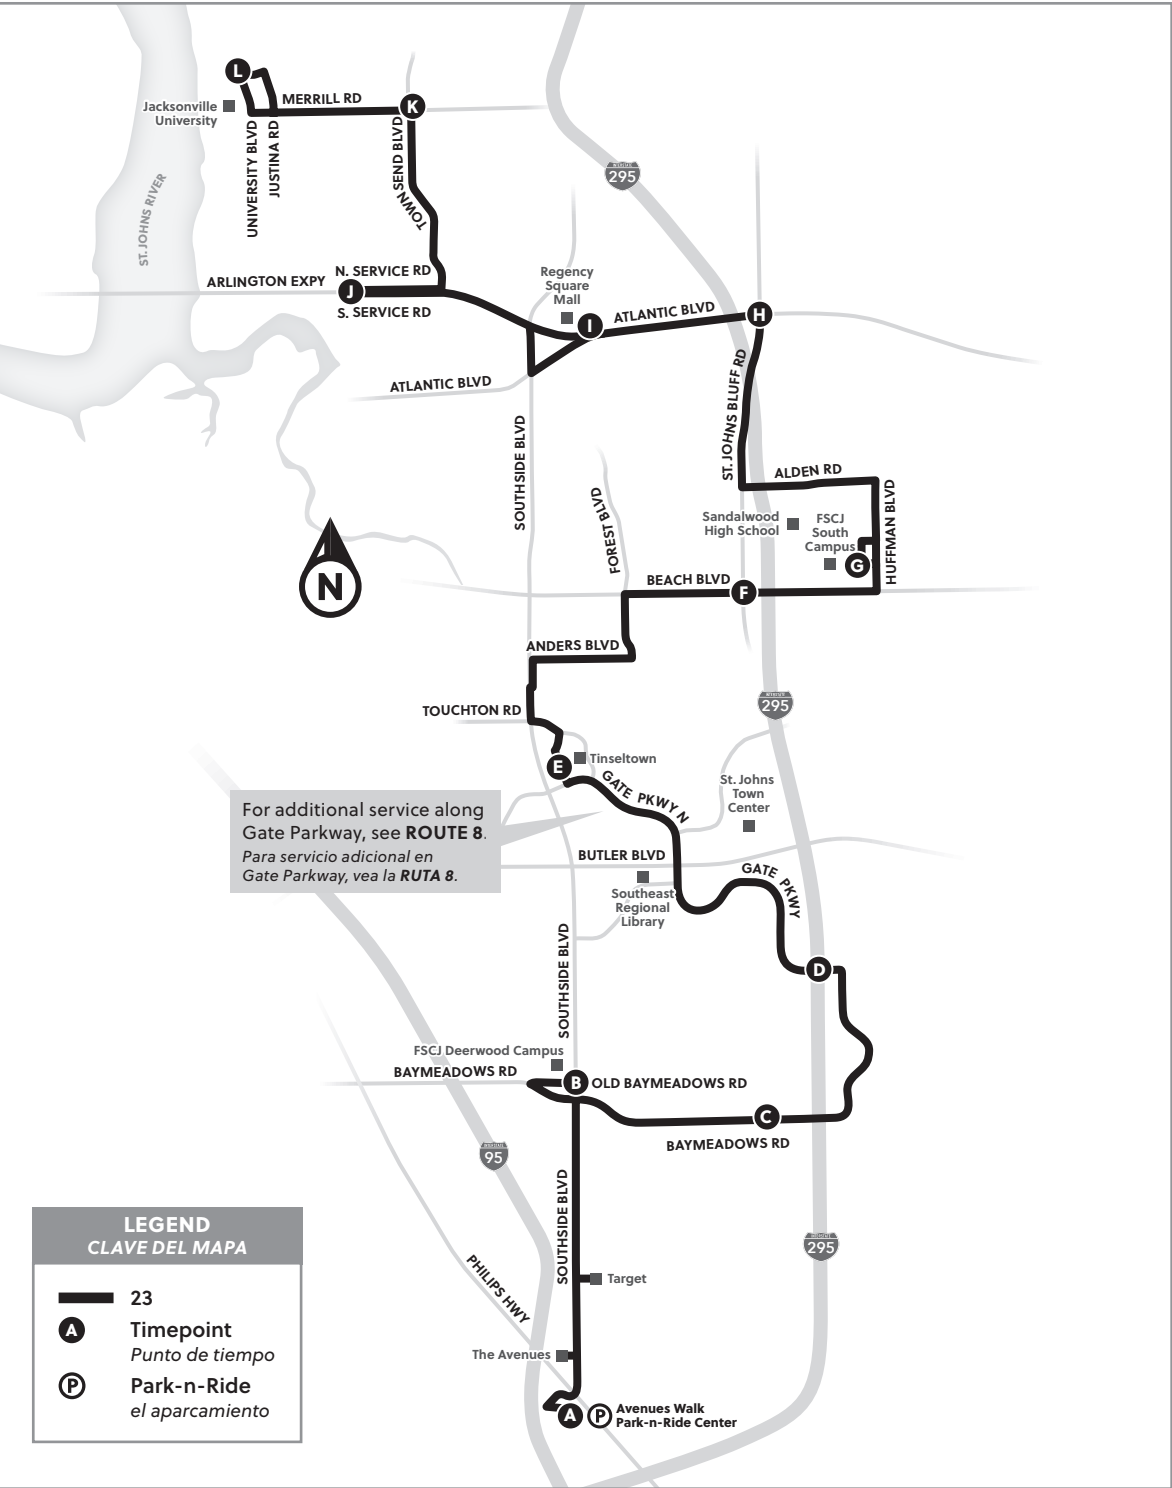 L
MERRILL RD
K
Jacksonville
University
UNIVERSITY BLVD
JUSTINA RD
TOWNSEND BLVD
295
ST. JOHNS RIVER
Regency
Square
Mall
N. SERVICE RD
ARLINGTON EXPY
J
S. SERVICE RD
I
ATLANTIC BLVD
H
ATLANTIC BLVD
ST. JOHNS BLUFF RD
SOUTHSIDE BLVD
ALDEN RD
FOREST BLVD
Sandalwood
High School
FSCJ
South
Campus
HUFFMAN BLVD
G
N
BEACH BLVD
F
ANDERS BLVD
295
TOUCHTON RD
Tinseltown
E
GATE PKWY N
St. Johns
Town
Center
For additional service along
Gate Parkway, see ROUTE 8.
Para servicio adicional en
Gate Parkway, vea la RUTA 8.
BUTLER BLVD
GATE PKWY
Southeast
Regional
Library
SOUTHSIDE BLVD
D
FSCJ Deerwood Campus
BAYMEADOWS RD
B
OLD BAYMEADOWS RD
C
BAYMEADOWS RD
95
SOUTHSIDE BLVD
LEGEND
CLAVE DEL MAPA
295
PHILIPS HWY
Target
23
A
Timepoint
Punto de tiempo
The Avenues
P
Park-n-Ride
el aparcamiento
A
P
Avenues Walk
Park-n-Ride Center